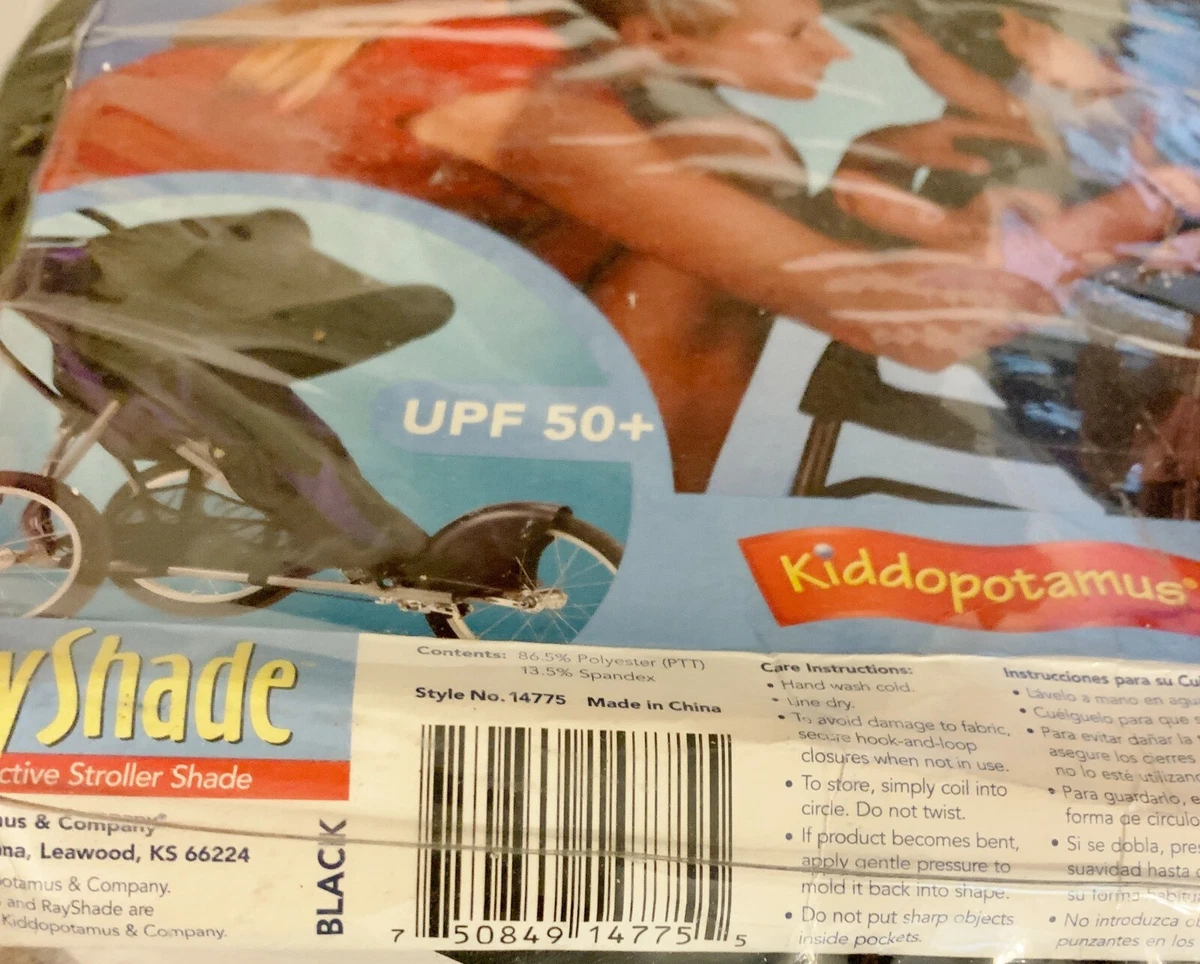 UPF 50+
Kiddopotamus®
yShade™
ctive Stroller Shade
us & Company®
na, Leawood, KS 66224
otamus & Company.
and RayShade are
Kiddopotamus & Company.
BLACK
Contents: 86.5% Polyester (PTT)
13.5% Spandex
Style No. 14775 Made in China
7 50849 14775 5
Care Instructions:
• Hand wash cold.
• Line dry.
• To avoid damage to fabric,
secure hook-and-loop
closures when not in use.
• To store, simply coil into
circle. Do not twist.
• If product becomes bent,
apply gentle pressure to
mold it back into shape.
• Do not put sharp objects
inside pockets.
Instrucciones para su Cui
• Lávelo a mano en agu
• Cuélguelo para que
• Para evitar dañar la
asegure los cierres
no lo esté utilizand
• Para guardarlo, e
forma de círculo
• Si se dobla, pres
suavidad hasta
su forma habitu
• No introduzca ob
punzantes en los